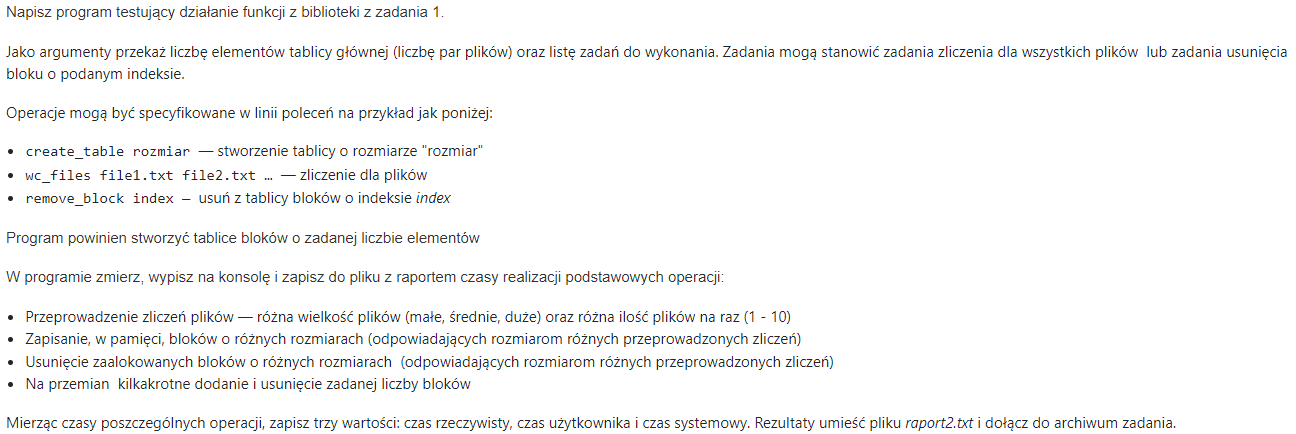 Napisz program testujący działanie funkcji z biblioteki z zadania 1.
Jako argumenty przekaż liczbę elementów tablicy głównej (liczbę par plików) oraz listę zadań do wykonania. Zadania mogą stanowić zadania zliczenia dla wszystkich plików lub zadania usunięcia
bloku o podanym indeksie.
Operacje mogą być specyfikowane w linii poleceń na przykład jak poniżej:
• create_table rozmiar — stworzenie tablicy o rozmiarze "rozmiar"
• wc_files file1.txt file2.txt … — zliczenie dla plików
• remove_block index – usuń z tablicy bloków o indeksie index
Program powinien stworzyć tablice bloków o zadanej liczbie elementów
W programie zmierz, wypisz na konsolę i zapisz do pliku z raportem czasy realizacji podstawowych operacji:
• Przeprowadzenie zliczeń plików — różna wielkość plików (małe, średnie, duże) oraz różna ilość plików na raz (1 - 10)
• Zapisanie, w pamięci, bloków o różnych rozmiarach (odpowiadających rozmiarom różnych przeprowadzonych zliczeń)
• Usunięcie zaalokowanych bloków o różnych rozmiarach (odpowiadających rozmiarom różnych przeprowadzonych zliczeń)
• Na przemian kilkakrotne dodanie i usunięcie zadanej liczby bloków
Mierząc czasy poszczególnych operacji, zapisz trzy wartości: czas rzeczywisty, czas użytkownika i czas systemowy. Rezultaty umieść pliku raport2.txt i dołącz do archiwum zadania.